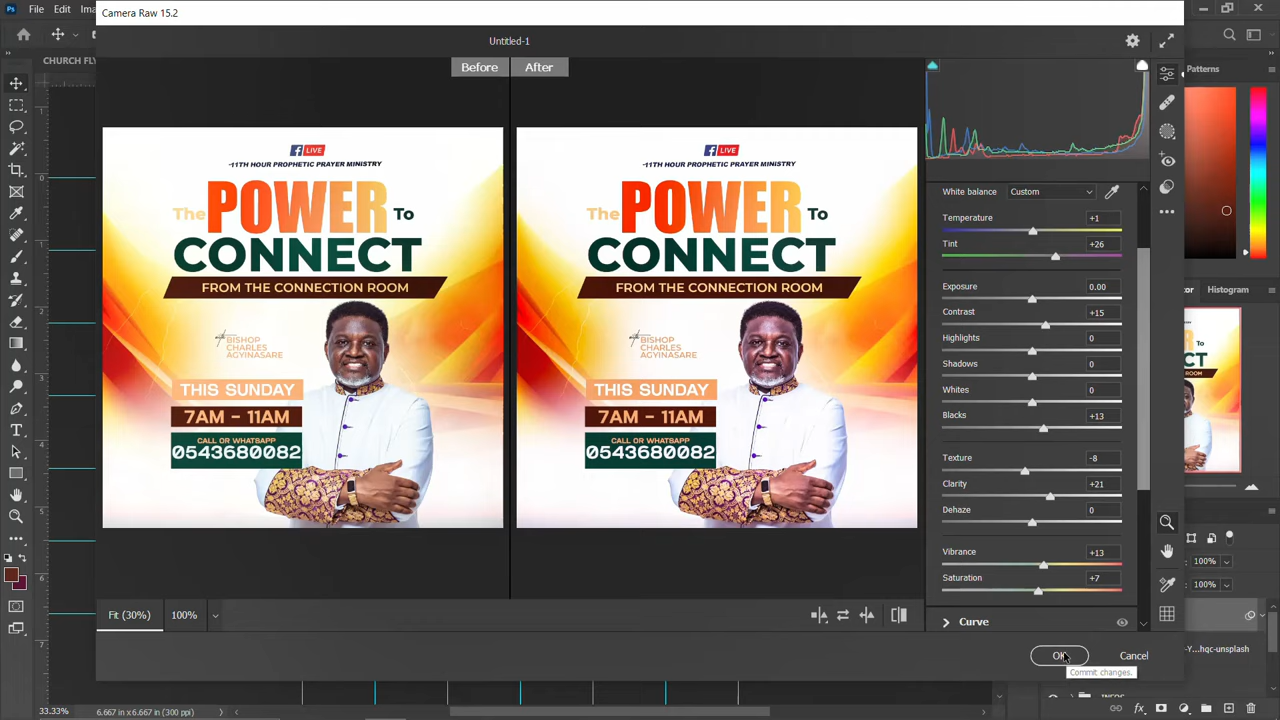 Camera Raw 15.2
Ps File Edit Ima
Untitled-1
CHURCH FLY
Before After
Patterns
f LIVE
-11TH HOUR PROPHETIC PRAYER MINISTRY
The POWER To
CONNECT
FROM THE CONNECTION ROOM
BISHOP
CHARLES
AGYINASARE
THIS SUNDAY
7AM - 11AM
CALL OR WHATSAPP
0543680082
f LIVE
-11TH HOUR PROPHETIC PRAYER MINISTRY
The POWER To
CONNECT
FROM THE CONNECTION ROOM
BISHOP
CHARLES
AGYINASARE
THIS SUNDAY
7AM - 11AM
CALL OR WHATSAPP
0543680082
White balance Custom
Temperature +1
Tint +26
Exposure 0.00
Contrast +15
Highlights 0
Shadows 0
Whites 0
Blacks +13
Texture -8
Clarity +21
Dehaze 0
Vibrance +13
Saturation +7
Curve
Histogram
100%
100%
-Y...hqc-unsplash
Fit (30%) 100%
OK Cancel
Commit changes.
33.33% 6.667 in x 6.667 in (300 ppi)